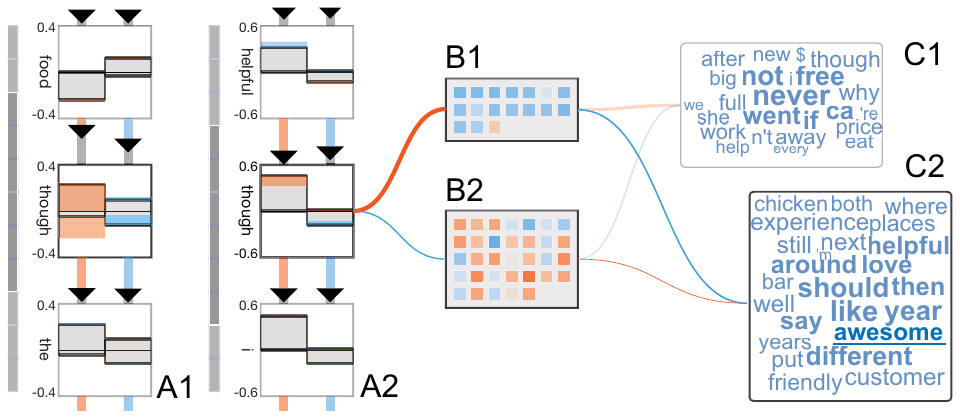 0.4
food
-0.4
0.4
though
-0.4
0.4
the
-0.4
A1
0.6
helpful
-0.6
0.6
though
-0.6
0.6
i
-0.6
A2
B1
B2
C1
after new $ though
big not i free
we full never why
she went if ca 're
work n't away price
help every eat
C2
chicken both where
experience places
still 'm next helpful
around love
bar should then
well like year
say awesome
years
put different
friendly customer